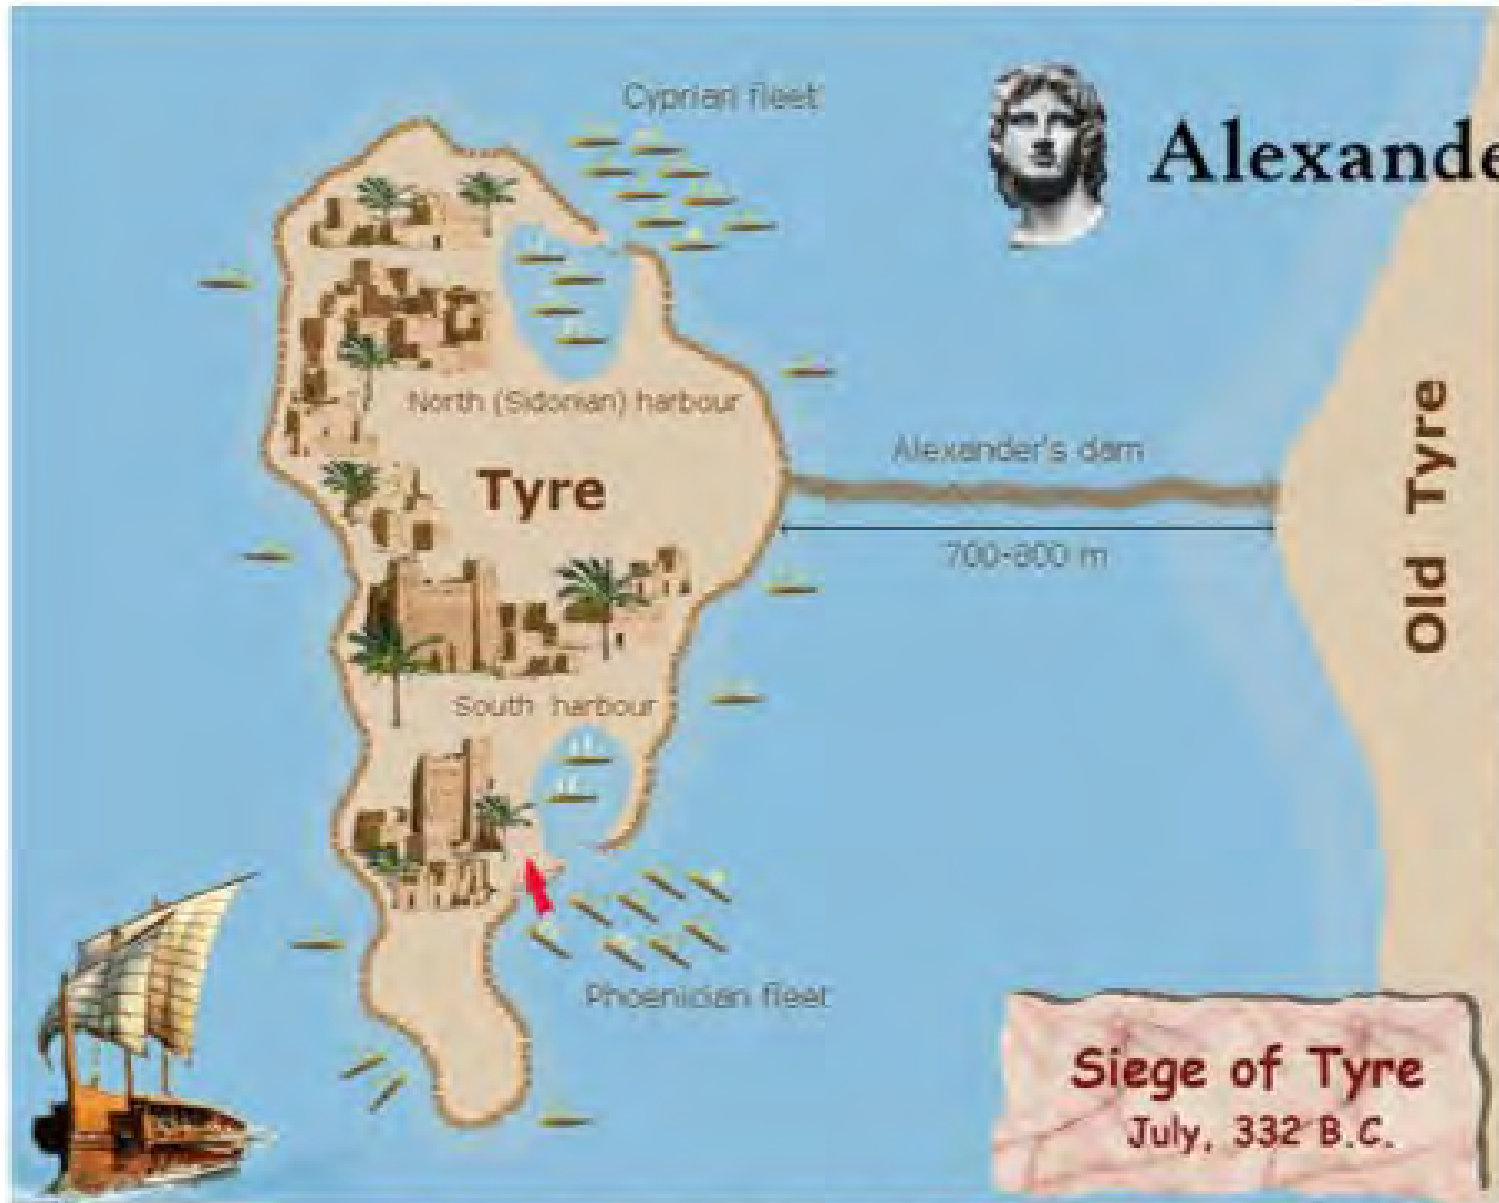 Cyprian fleet
Alexande
North (Sidonian) harbour
Alexander's dam
Tyre
700-800 m
Old Tyre
South harbour
Phoenician fleet
Siege of Tyre
July, 332 B.C.